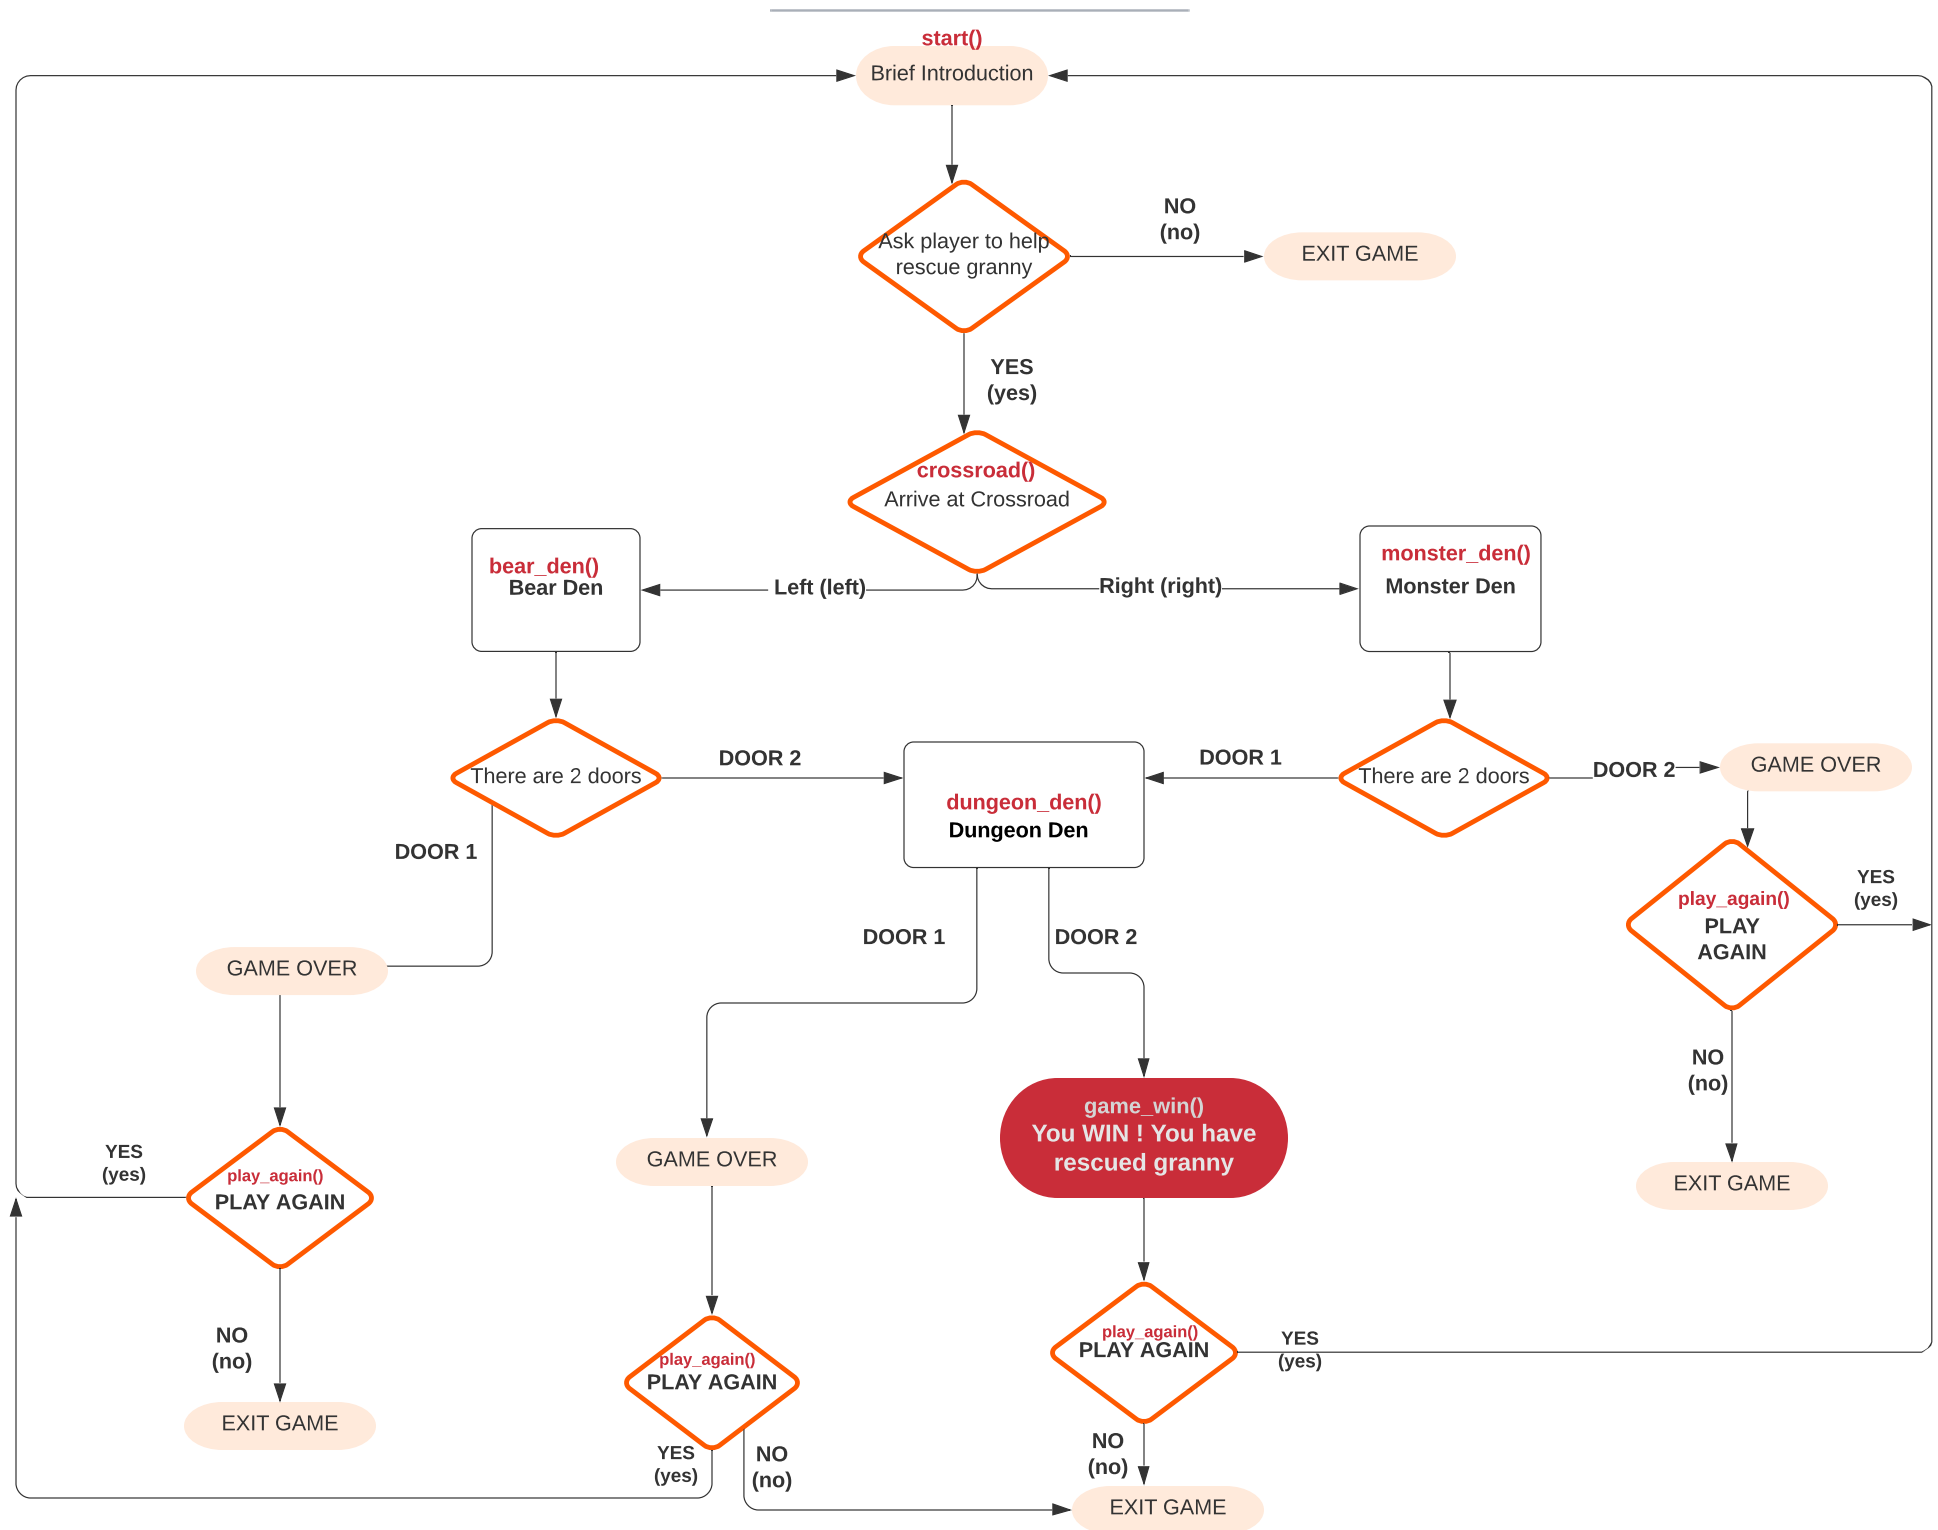 start()
Brief Introduction
Ask player to help
rescue granny
NO
(no)
EXIT GAME
YES
(yes)
crossroad()
Arrive at Crossroad
bear_den()
Bear Den
Left (left)
Right (right)
monster_den()
Monster Den
There are 2 doors
DOOR 2
DOOR 1
dungeon_den()
Dungeon Den
DOOR 1
There are 2 doors
DOOR 2
GAME OVER
play_again()
PLAY
AGAIN
YES
(yes)
NO
(no)
EXIT GAME
GAME OVER
DOOR 1
DOOR 2
YES
(yes)
play_again()
PLAY AGAIN
NO
(no)
EXIT GAME
GAME OVER
play_again()
PLAY AGAIN
YES
(yes)
NO
(no)
game_win()
You WIN ! You have
rescued granny
play_again()
PLAY AGAIN
YES
(yes)
NO
(no)
EXIT GAME